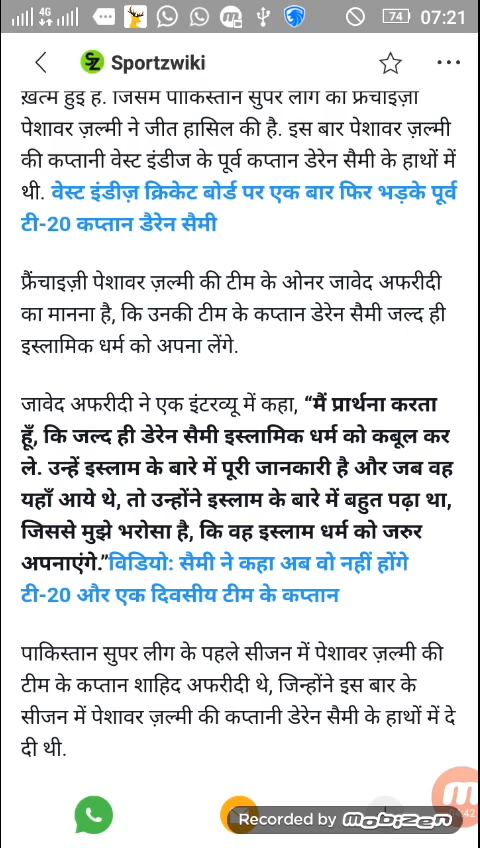 4G
74
07:21
Sportzwiki
ख़त्म हुई है. जिसमें पाकिस्तान सुपर लीग की फ्रेंचाइज़ी
पेशावर ज़ल्मी ने जीत हासिल की है. इस बार पेशावर ज़ल्मी
की कप्तानी वेस्ट इंडीज के पूर्व कप्तान डेरेन सैमी के हाथों में
थी. वेस्ट इंडीज़ क्रिकेट बोर्ड पर एक बार फिर भड़के पूर्व
टी-20 कप्तान डैरेन सैमी
फ्रैंचाइज़ी पेशावर ज़ल्मी की टीम के ओनर जावेद अफरीदी
का मानना है, कि उनकी टीम के कप्तान डेरेन सैमी जल्द ही
इस्लामिक धर्म को अपना लेंगे.
जावेद अफरीदी ने एक इंटरव्यू में कहा, “मैं प्रार्थना करता
हूँ, कि जल्द ही डेरेन सैमी इस्लामिक धर्म को कबूल कर
ले. उन्हें इस्लाम के बारे में पूरी जानकारी है और जब वह
यहाँ आये थे, तो उन्होंने इस्लाम के बारे में बहुत पढ़ा था,
जिससे मुझे भरोसा है, कि वह इस्लाम धर्म को जरुर
अपनाएंगे.”विडियो: सैमी ने कहा अब वो नहीं होंगे
टी-20 और एक दिवसीय टीम के कप्तान
पाकिस्तान सुपर लीग के पहले सीजन में पेशावर ज़ल्मी की
टीम के कप्तान शाहिद अफरीदी थे, जिन्होंने इस बार के
सीजन में पेशावर ज़ल्मी की कप्तानी डेरेन सैमी के हाथों में दे
दी थी.
Recorded by mobizen